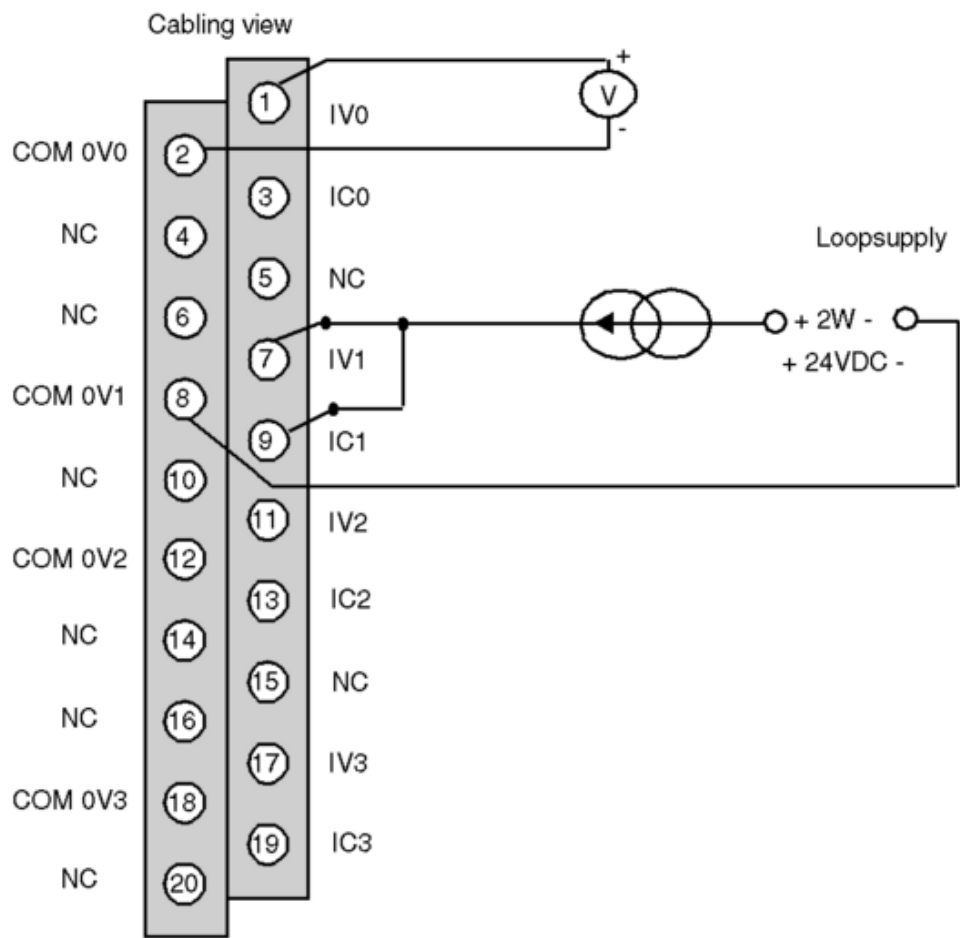 Cabling view
1
+
V
IV0
-
COM 0V0
2
3
IC0
NC
4
Loopsupply
5
NC
NC
6
+ 2W -
7
IV1
+ 24VDC -
COM 0V1
8
9
IC1
NC
10
11
IV2
COM 0V2
12
13
IC2
NC
14
15
NC
NC
16
17
IV3
COM 0V3
18
19
IC3
NC
20